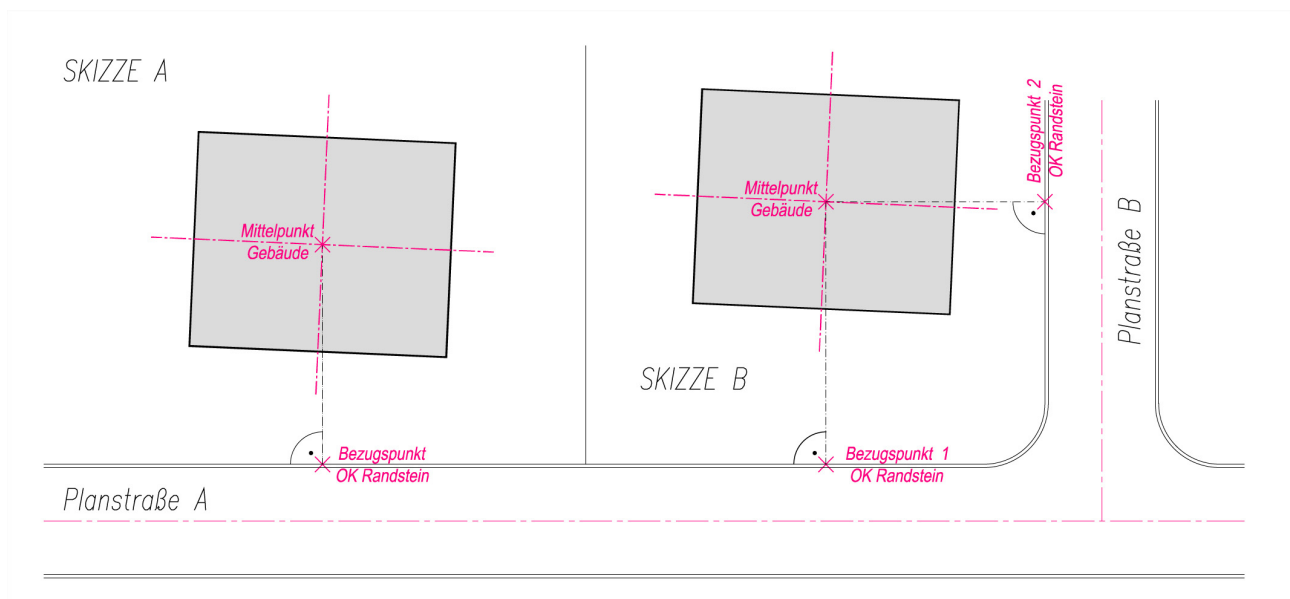 SKIZZE A
Mittelpunkt
Gebäude
Bezugspunkt
OK Randstein
Planstraße A
Mittelpunkt
Gebäude
SKIZZE B
Bezugspunkt 1
OK Randstein
Bezugspunkt 2
OK Randstein
Planstraße B